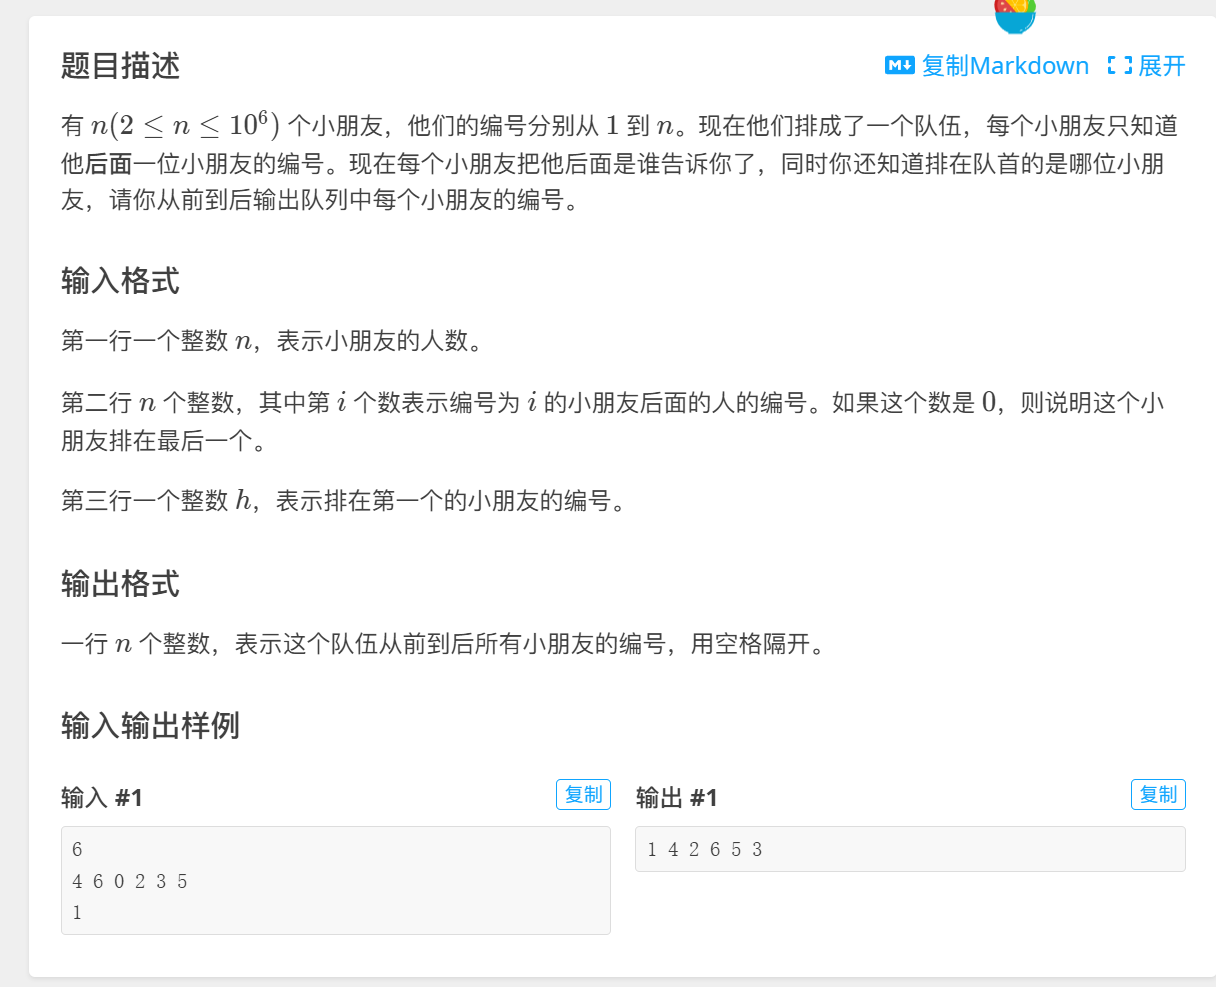 题目描述
复制Markdown 展开
有 n(2 ≤ n ≤ 10⁶) 个小朋友，他们的编号分别从 1 到 n。现在他们排成了一个队伍，每个小朋友只知道
他后面一位小朋友的编号。现在每个小朋友把他后面是谁告诉你了，同时你还知道排在队首的是哪位小朋
友，请你从前到后输出队列中每个小朋友的编号。
输入格式
第一行一个整数 n，表示小朋友的人数。
第二行 n 个整数，其中第 i 个数表示编号为 i 的小朋友后面的人的编号。如果这个数是 0，则说明这个小
朋友排在最后一个。
第三行一个整数 h，表示排在第一个的小朋友的编号。
输出格式
一行 n 个整数，表示这个队伍从前到后所有小朋友的编号，用空格隔开。
输入输出样例
输入 #1
复制
6
4 6 0 2 3 5
1
输出 #1
复制
1 4 2 6 5 3